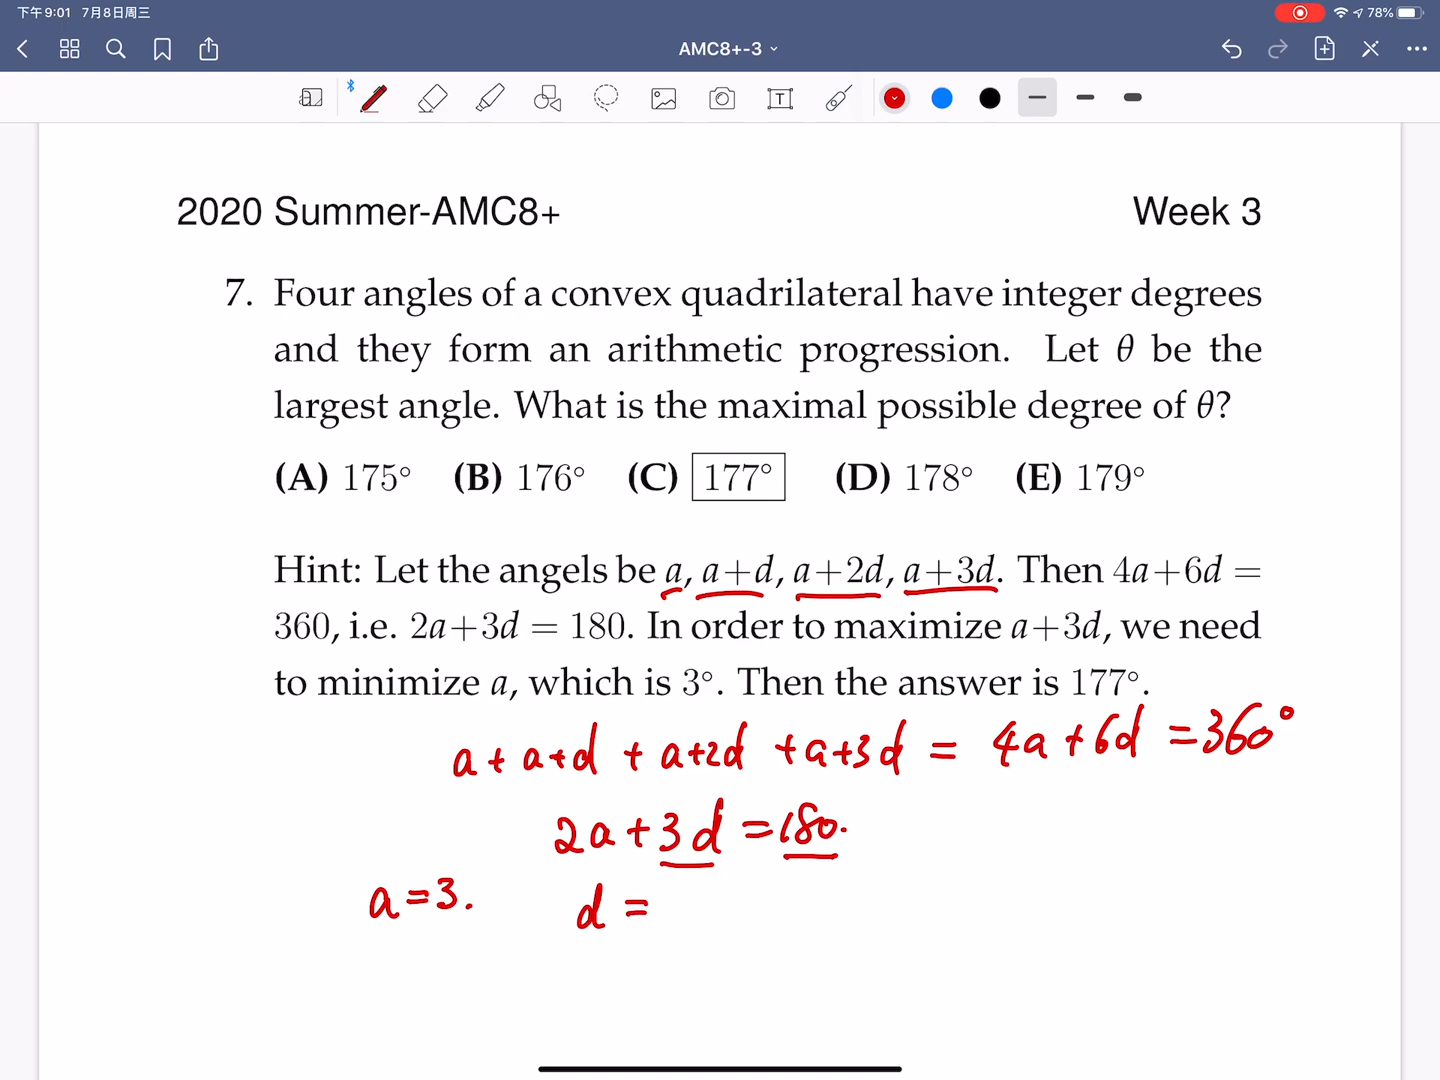 下午9:01 7月8日周三
78%
AMC8+-3
2020 Summer-AMC8+ Week 3
7. Four angles of a convex quadrilateral have integer degrees
and they form an arithmetic progression. Let θ be the
largest angle. What is the maximal possible degree of θ?
(A) 175° (B) 176° (C) 177° (D) 178° (E) 179°
Hint: Let the angels be a, a+d, a+2d, a+3d. Then 4a+6d =
360, i.e. 2a+3d = 180. In order to maximize a+3d, we need
to minimize a, which is 3°. Then the answer is 177°.
a + a+d + a+2d + a+3d = 4a+6d =360°
2a+3d =180.
a=3. d =